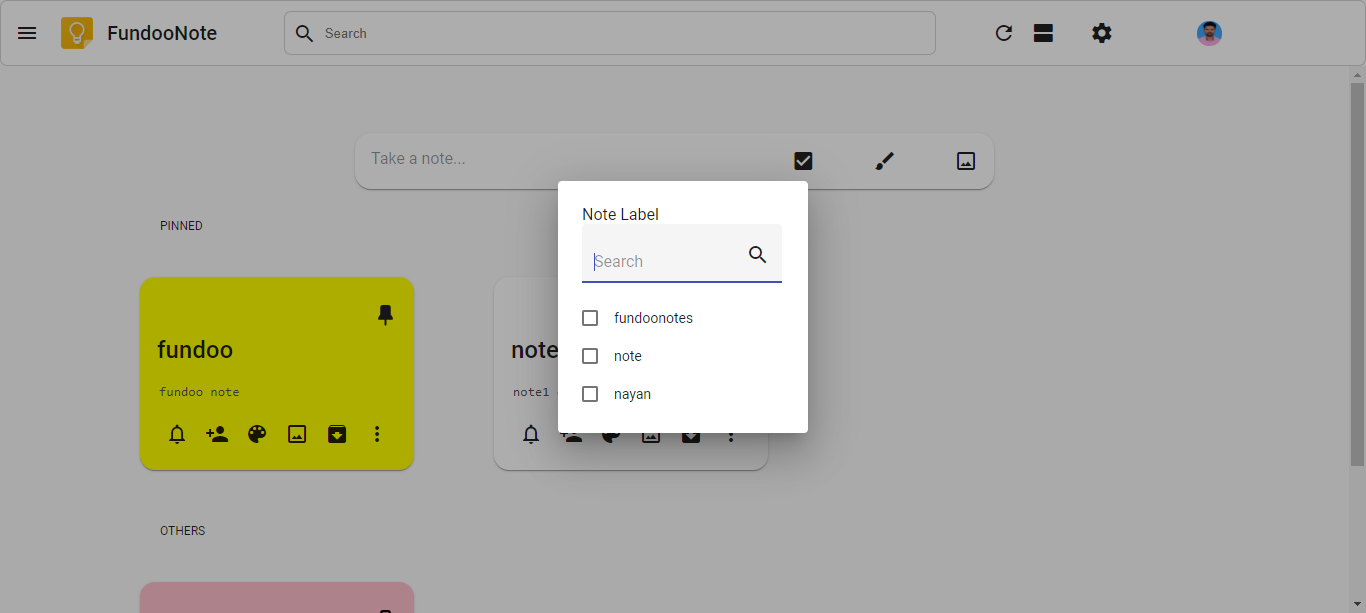 FundooNote
Search
Take a note...
PINNED
Note Label
Search
fundoonotes
note
nayan
fundoo
fundoo note
note
note1
OTHERS